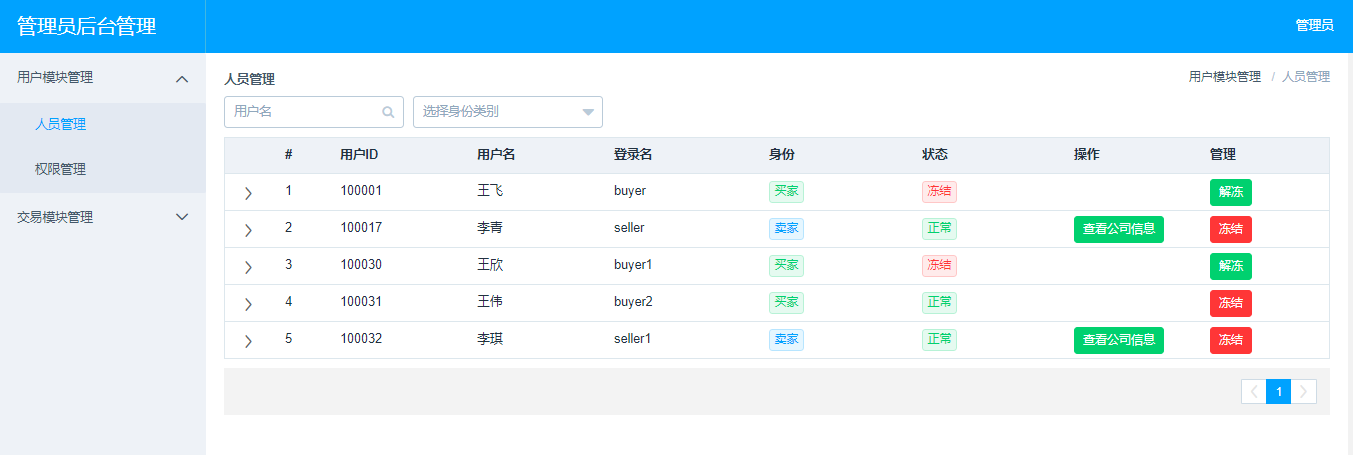 管理员后台管理
管理员
用户模块管理
人员管理
权限管理
交易模块管理
人员管理
用户模块管理 / 人员管理
用户名 选择身份类别
# 用户ID 用户名 登录名 身份 状态 操作 管理
1 100001 王飞 buyer 买家 冻结 解冻
2 100017 李青 seller 卖家 正常 查看公司信息 冻结
3 100030 王欣 buyer1 买家 冻结 解冻
4 100031 王伟 buyer2 买家 正常 冻结
5 100032 李琪 seller1 卖家 正常 查看公司信息 冻结
1